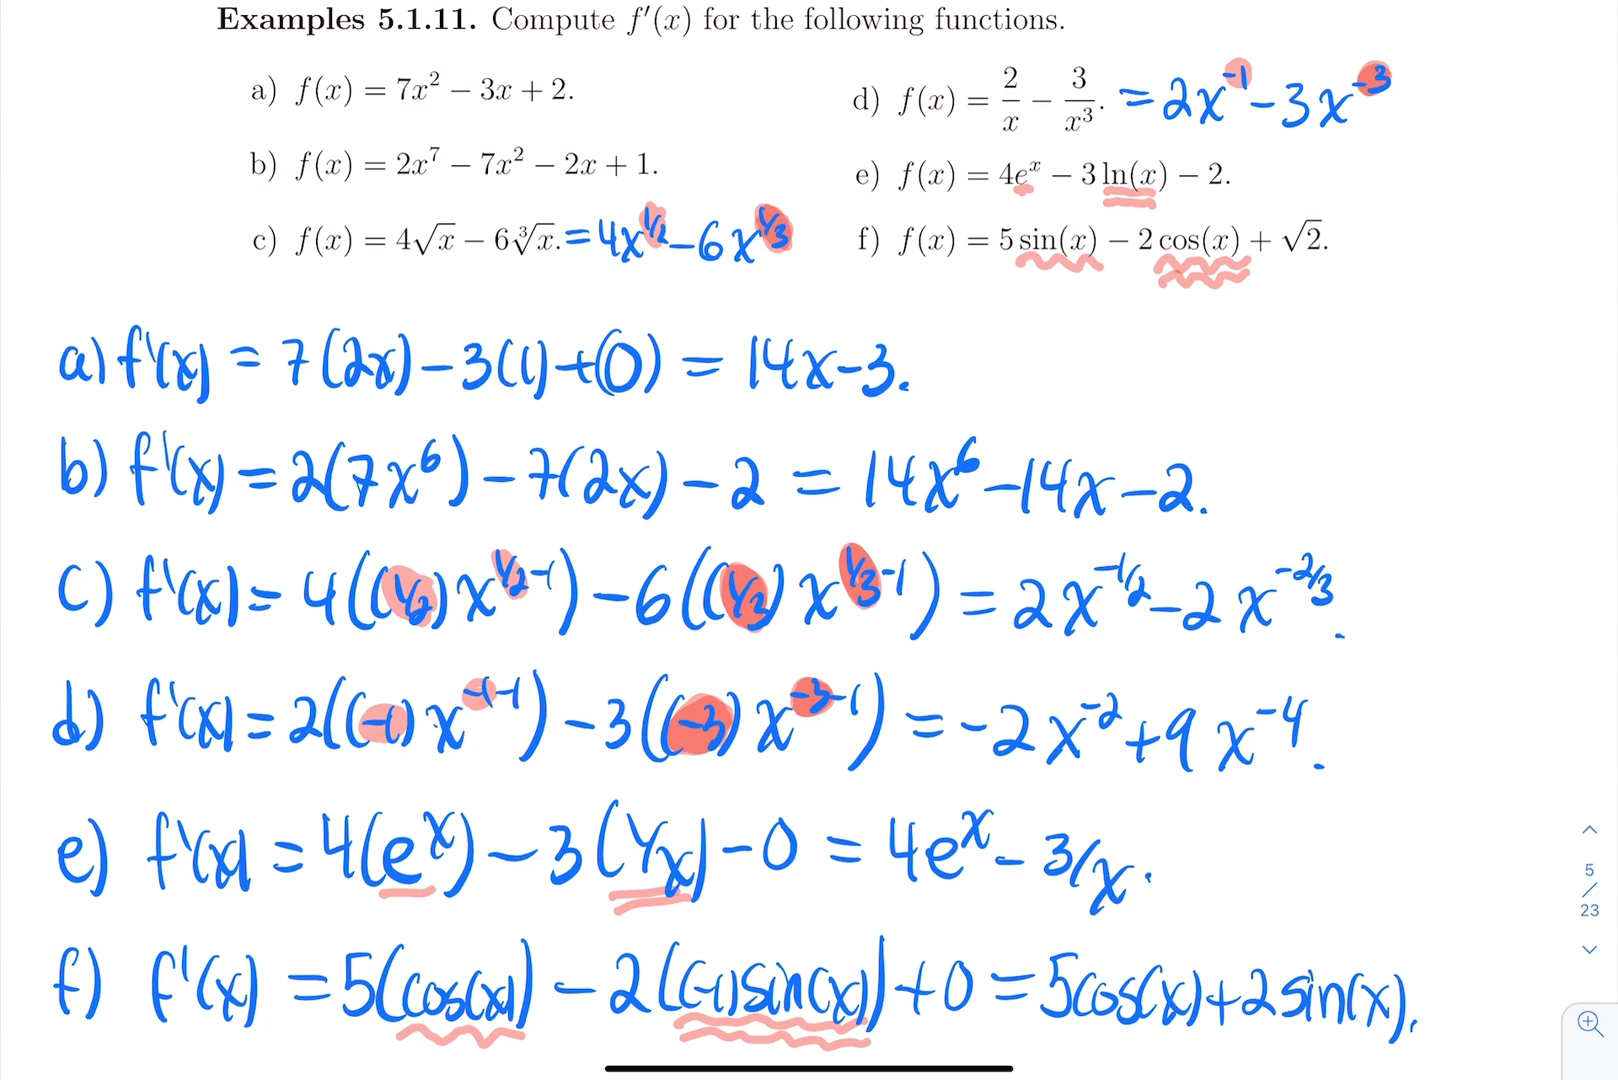 Examples 5.1.11. Compute f′(x) for the following functions.
a) f(x) = 7x² − 3x + 2.
b) f(x) = 2x⁷ − 7x² − 2x + 1.
c) f(x) = 4√x − 6∛x. = 4x^(1/2) − 6x^(1/3)
d) f(x) = 2/x − 3/x³. = 2x⁻¹ − 3x⁻³
e) f(x) = 4eˣ − 3 ln(x) − 2.
f) f(x) = 5 sin(x) − 2 cos(x) + √2.
a) f'(x) = 7(2x) − 3(1) + (0) = 14x − 3.
b) f'(x) = 2(7x⁶) − 7(2x) − 2 = 14x⁶ − 14x − 2.
c) f'(x) = 4((1/2)x^(1/2−1)) − 6((1/3)x^(1/3−1)) = 2x^(−1/2) − 2x^(−2/3).
d) f'(x) = 2((−1)x^(−1−1)) − 3((−3)x^(−3−1)) = −2x⁻² + 9x⁻⁴.
e) f'(x) = 4(eˣ) − 3(1/x) − 0 = 4eˣ − 3/x.
f) f'(x) = 5(cos(x)) − 2((−1)sin(x)) + 0 = 5cos(x) + 2sin(x).
5
/
23